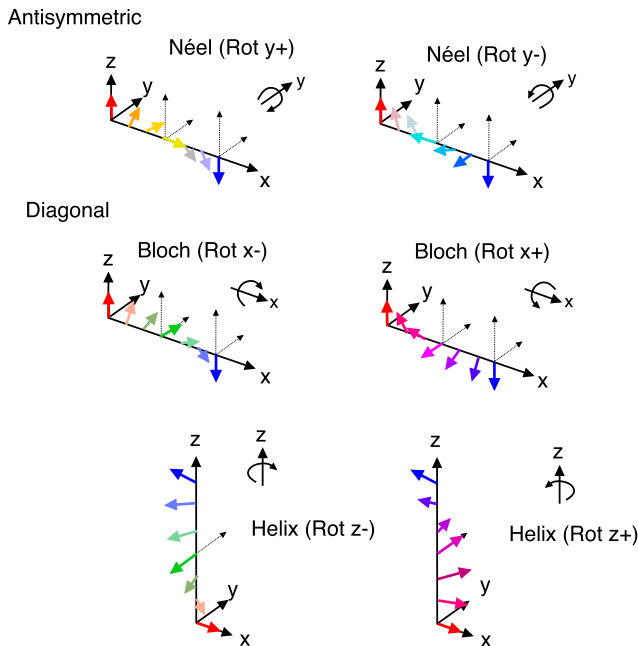 Antisymmetric
Néel (Rot y+)
z
y
x
y
Néel (Rot y-)
z
y
x
y
Diagonal
Bloch (Rot x-)
z
y
x
x
Bloch (Rot x+)
z
y
x
x
z
z
Helix (Rot z-)
y
x
z
z
Helix (Rot z+)
y
x